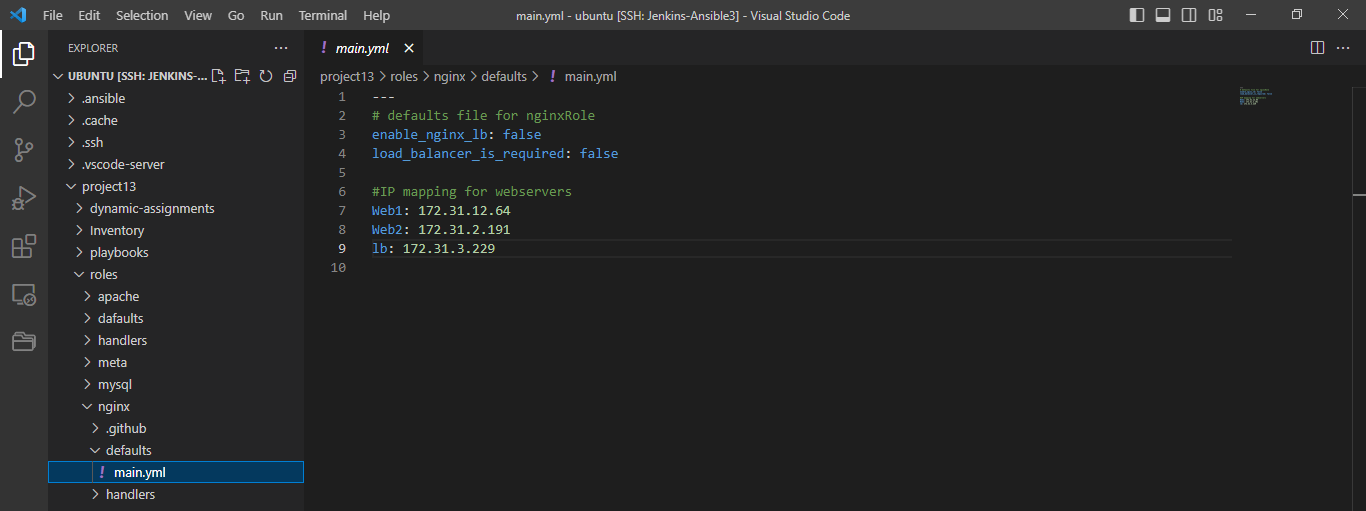 File Edit Selection View Go Run Terminal Help
main.yml - ubuntu [SSH: Jenkins-Ansible3] - Visual Studio Code
EXPLORER
UBUNTU [SSH: JENKINS-...
.ansible
.cache
.ssh
.vscode-server
project13
dynamic-assignments
Inventory
playbooks
roles
apache
dafaults
handlers
meta
mysql
nginx
.github
defaults
! main.yml
handlers
! main.yml
project13 > roles > nginx > defaults > ! main.yml
1 ---
2 # defaults file for nginxRole
3 enable_nginx_lb: false
4 load_balancer_is_required: false
5
6 #IP mapping for webservers
7 Web1: 172.31.12.64
8 Web2: 172.31.2.191
9 lb: 172.31.3.229
10